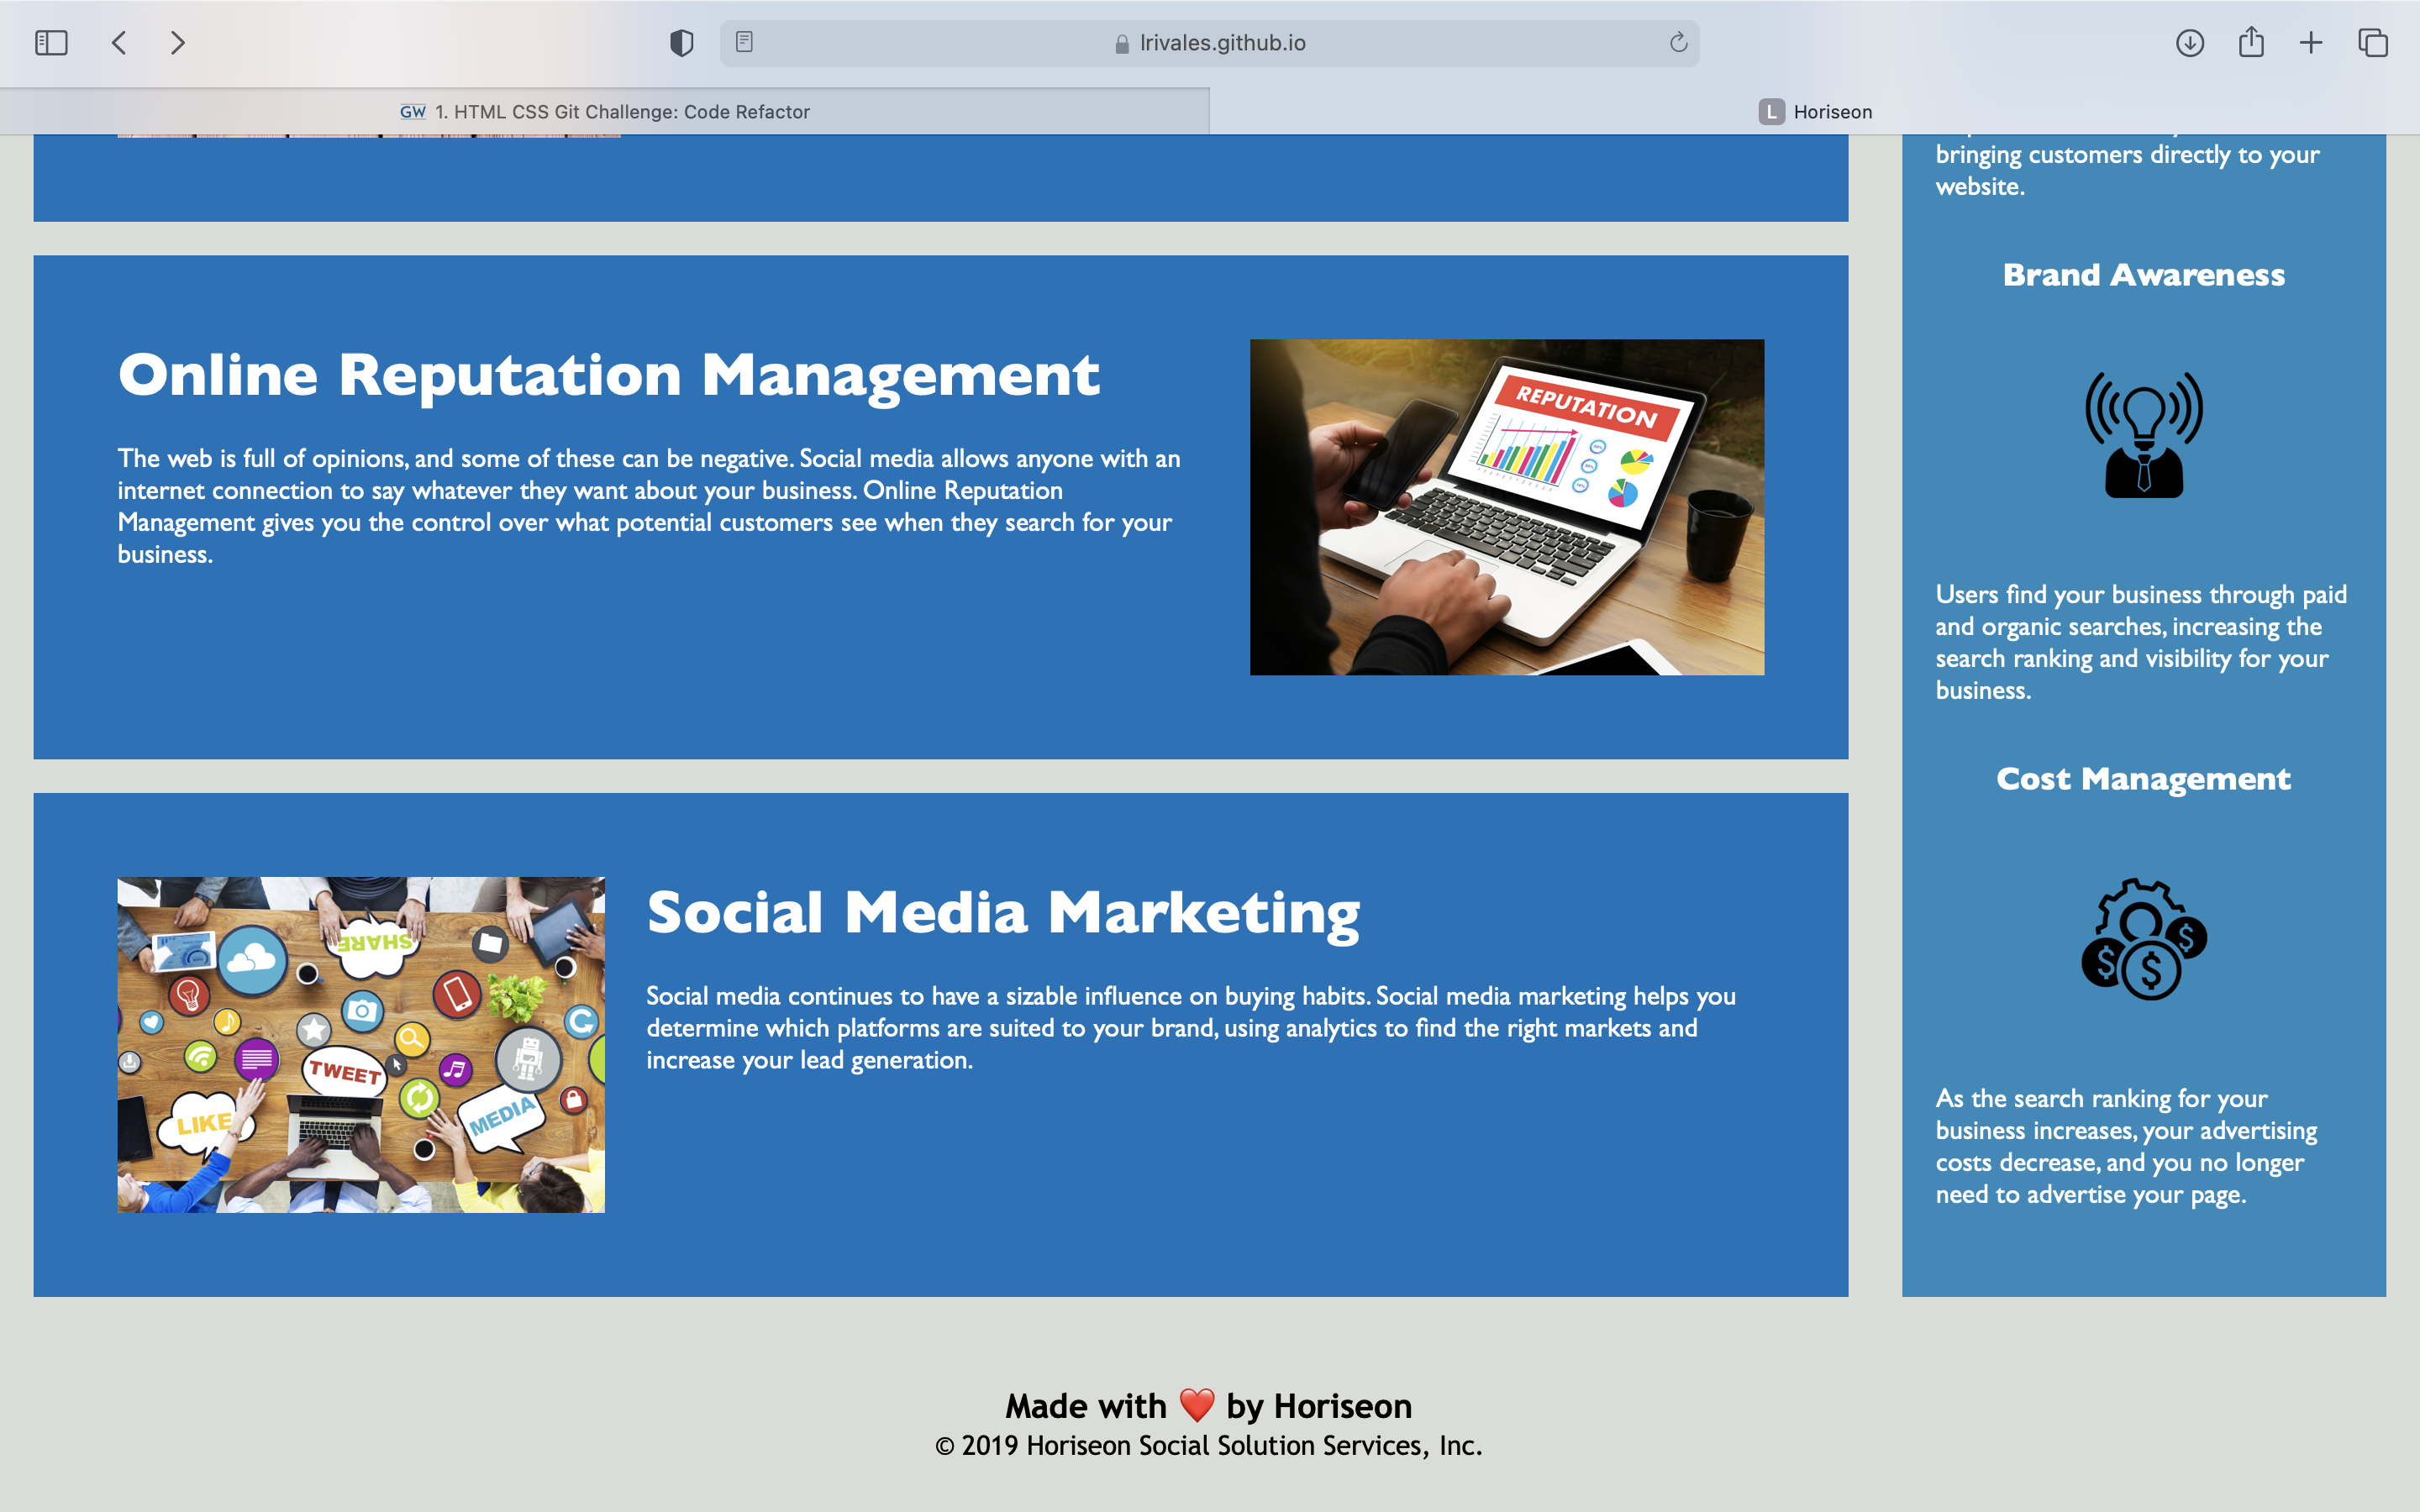 lrivales.github.io
GW 1. HTML CSS Git Challenge: Code Refactor
L Horiseon
Online Reputation Management
The web is full of opinions, and some of these can be negative. Social media allows anyone with an
internet connection to say whatever they want about your business. Online Reputation
Management gives you the control over what potential customers see when they search for your
business.
REPUTATION
SHARE
TWEET
LIKE
MEDIA
Social Media Marketing
Social media continues to have a sizable influence on buying habits. Social media marketing helps you
determine which platforms are suited to your brand, using analytics to find the right markets and
increase your lead generation.
bringing customers directly to your
website.
Brand Awareness
Users find your business through paid
and organic searches, increasing the
search ranking and visibility for your
business.
Cost Management
$ $ $
As the search ranking for your
business increases, your advertising
costs decrease, and you no longer
need to advertise your page.
Made with ❤️ by Horiseon
© 2019 Horiseon Social Solution Services, Inc.